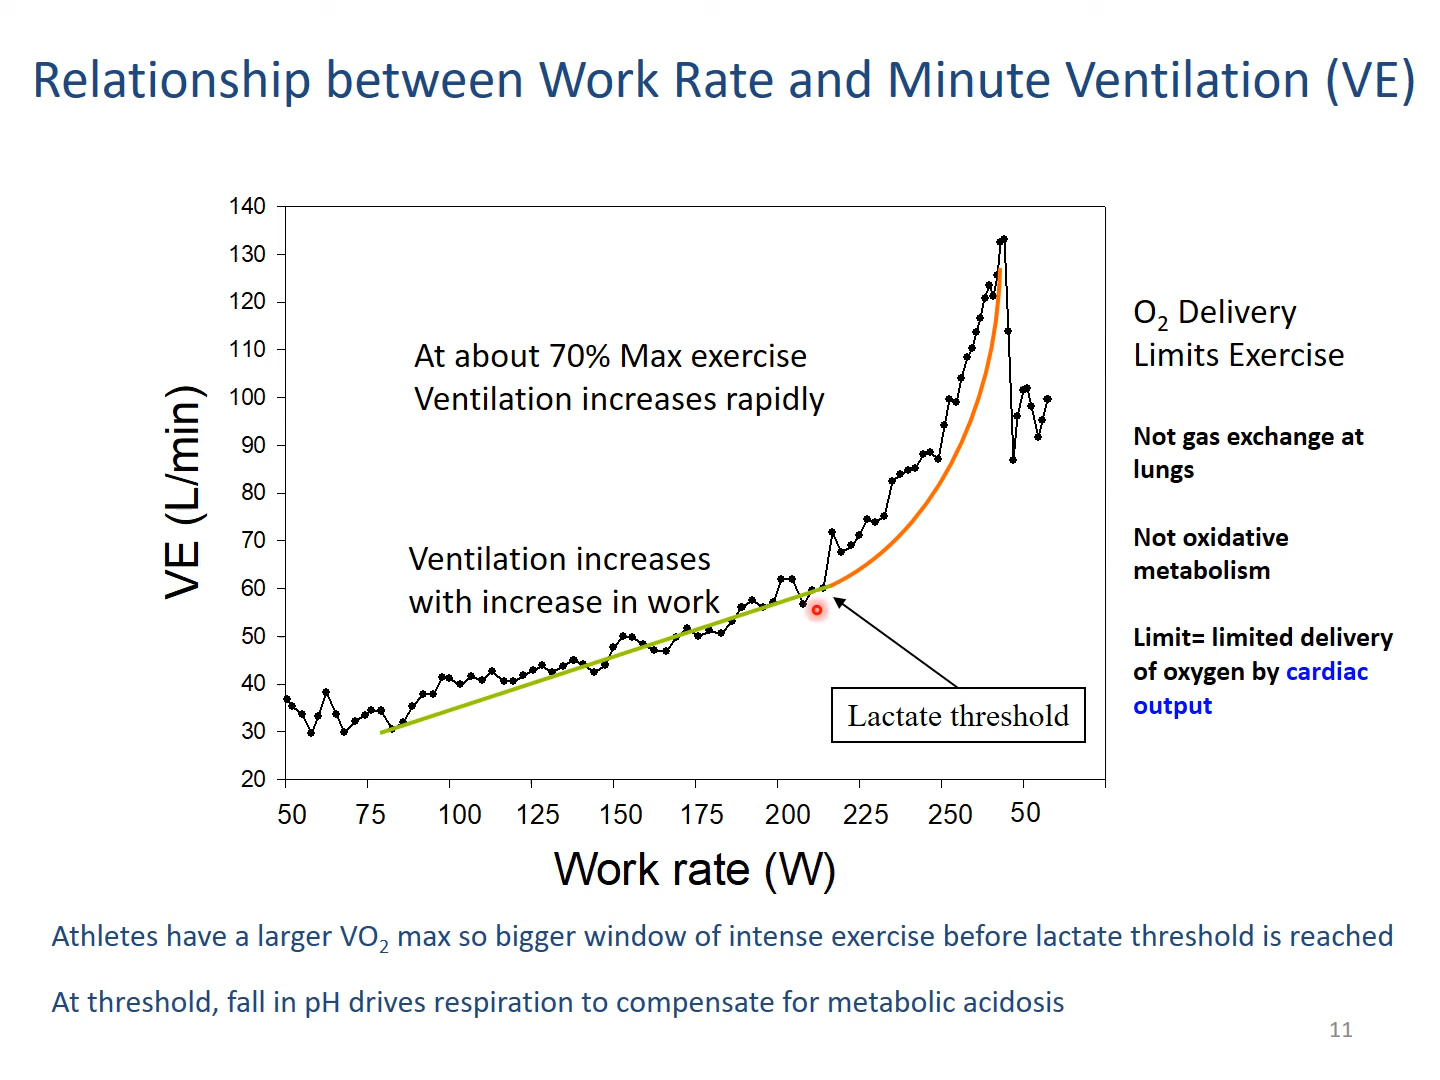 Relationship between Work Rate and Minute Ventilation (VE)
140
130
120
110
100
90
80
70
60
50
40
30
20
VE (L/min)
At about 70% Max exercise
Ventilation increases rapidly
Ventilation increases
with increase in work
Lactate threshold
50 75 100 125 150 175 200 225 250 50
Work rate (W)
O2 Delivery
Limits Exercise
Not gas exchange at
lungs
Not oxidative
metabolism
Limit= limited delivery
of oxygen by cardiac
output
Athletes have a larger VO2 max so bigger window of intense exercise before lactate threshold is reached
At threshold, fall in pH drives respiration to compensate for metabolic acidosis
11